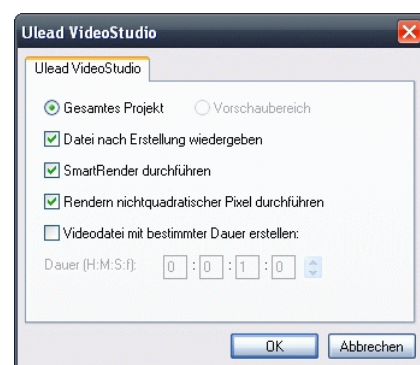 Ulead VideoStudio
Ulead VideoStudio
Gesamtes Projekt Vorschaubereich
Datei nach Erstellung wiedergeben
SmartRender durchführen
Rendern nichtquadratischer Pixel durchführen
Videodatei mit bestimmter Dauer erstellen:
Dauer (H:M:S:f): 0 : 0 : 1 : 0
OK Abbrechen